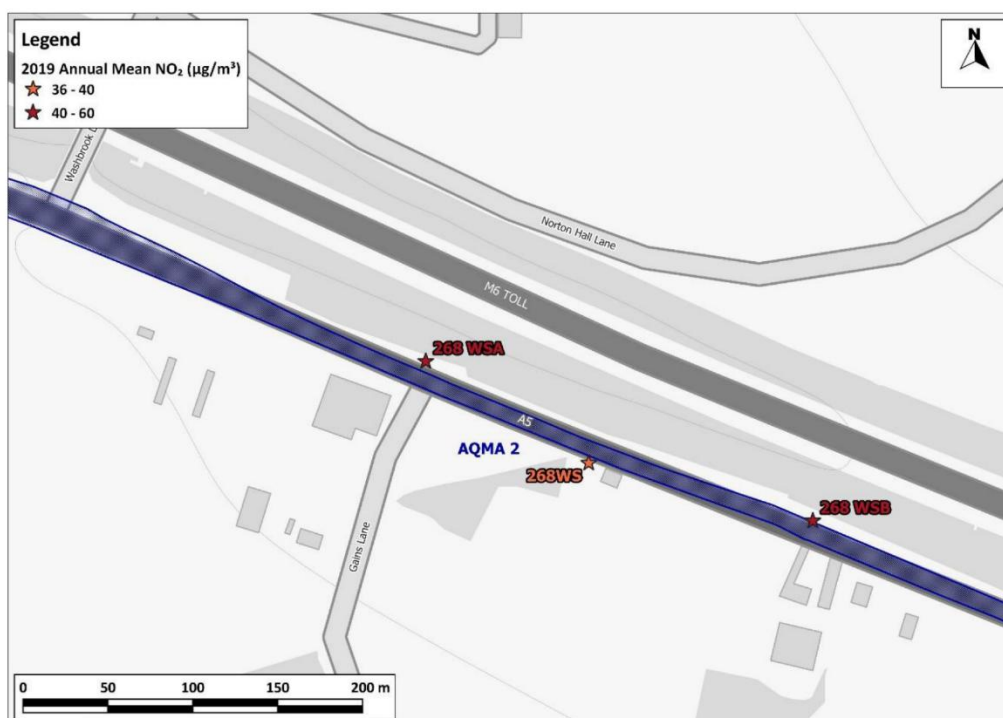 Legend
2019 Annual Mean NO₂ (µg/m³)
36 - 40
40 - 60
N
Washbrook
Norton Hall Lane
M6 TOLL
268 WSA
A5
AQMA 2
268WS
268 WSB
Gains Lane
0 50 100 150 200 m